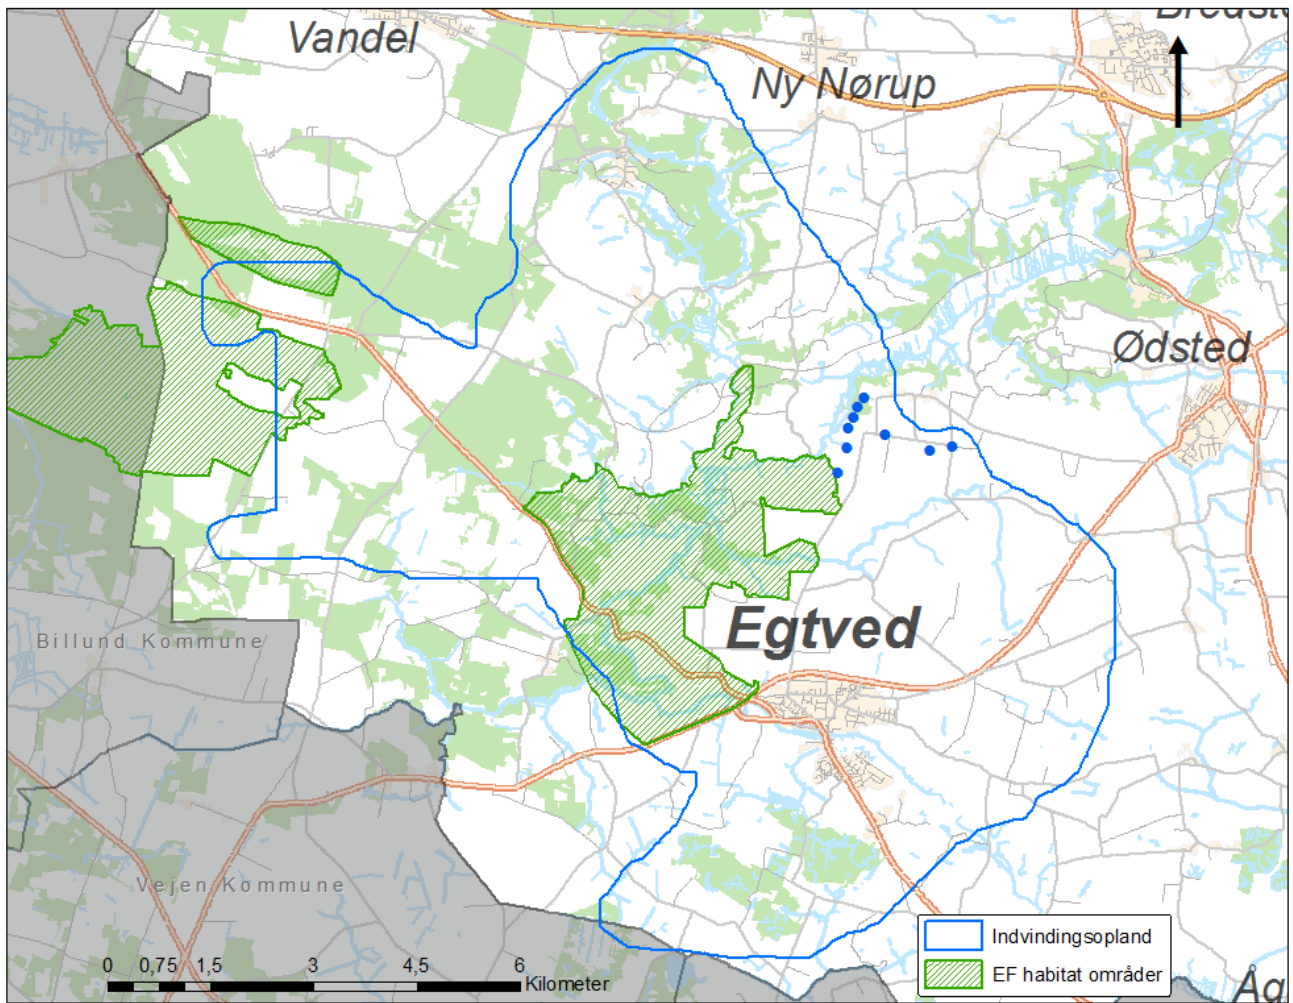 Vandel
Ny Nørup
Ødsted
Egtved
Billund Kommune
Vejen Kommune
Indvindingsopland
EF habitat områder
0 0,75 1,5 3 4,5 6
Kilometer